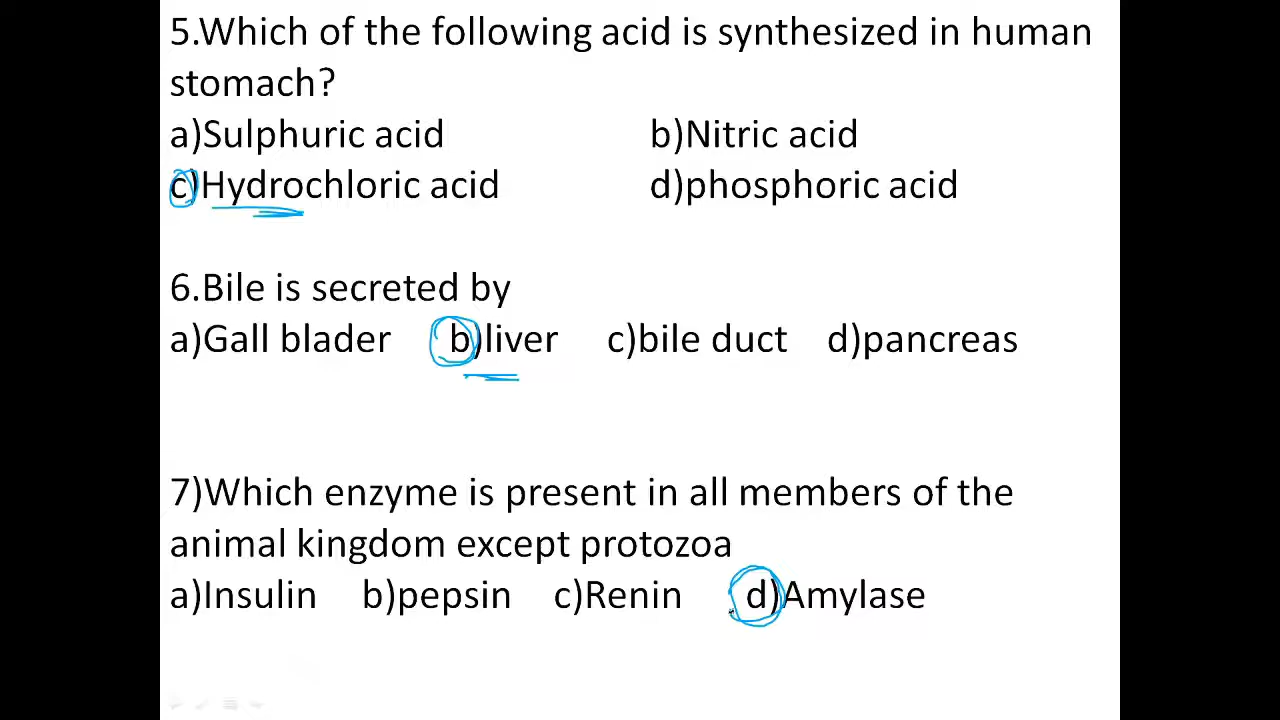 5.Which of the following acid is synthesized in human
stomach?
a)Sulphuric acid b)Nitric acid
c)Hydrochloric acid d)phosphoric acid
6.Bile is secreted by
a)Gall blader b)liver c)bile duct d)pancreas
7)Which enzyme is present in all members of the
animal kingdom except protozoa
a)Insulin b)pepsin c)Renin d)Amylase